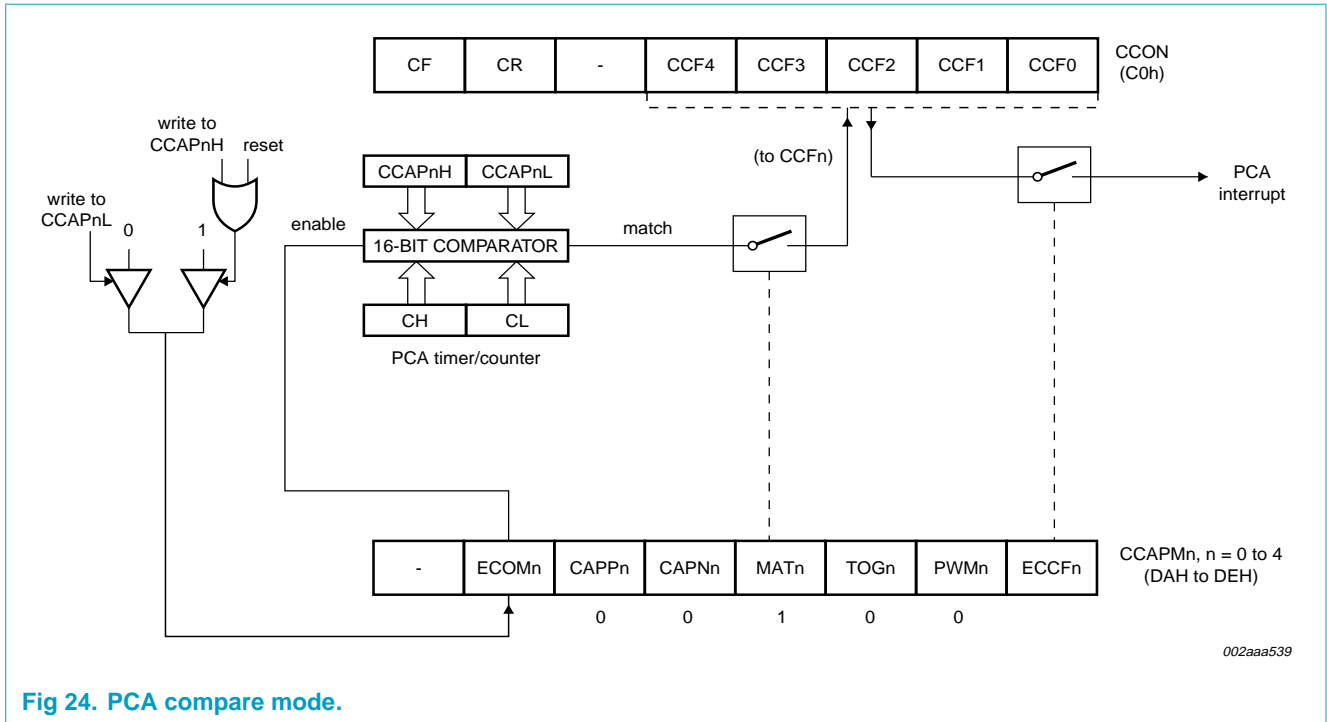 CF CR - CCF4 CCF3 CCF2 CCF1 CCF0
CCON
(C0h)
write to
CCAPnH
reset
write to
CCAPnL
0
1
enable
CCAPnH CCAPnL
16-BIT COMPARATOR
CH CL
PCA timer/counter
match
(to CCFn)
PCA
interrupt
- ECOMn CAPPn CAPNn MATn TOGn PWMn ECCFn
0 0 1 0 0
CCAPMn, n = 0 to 4
(DAH to DEH)
002aaa539
Fig 24. PCA compare mode.